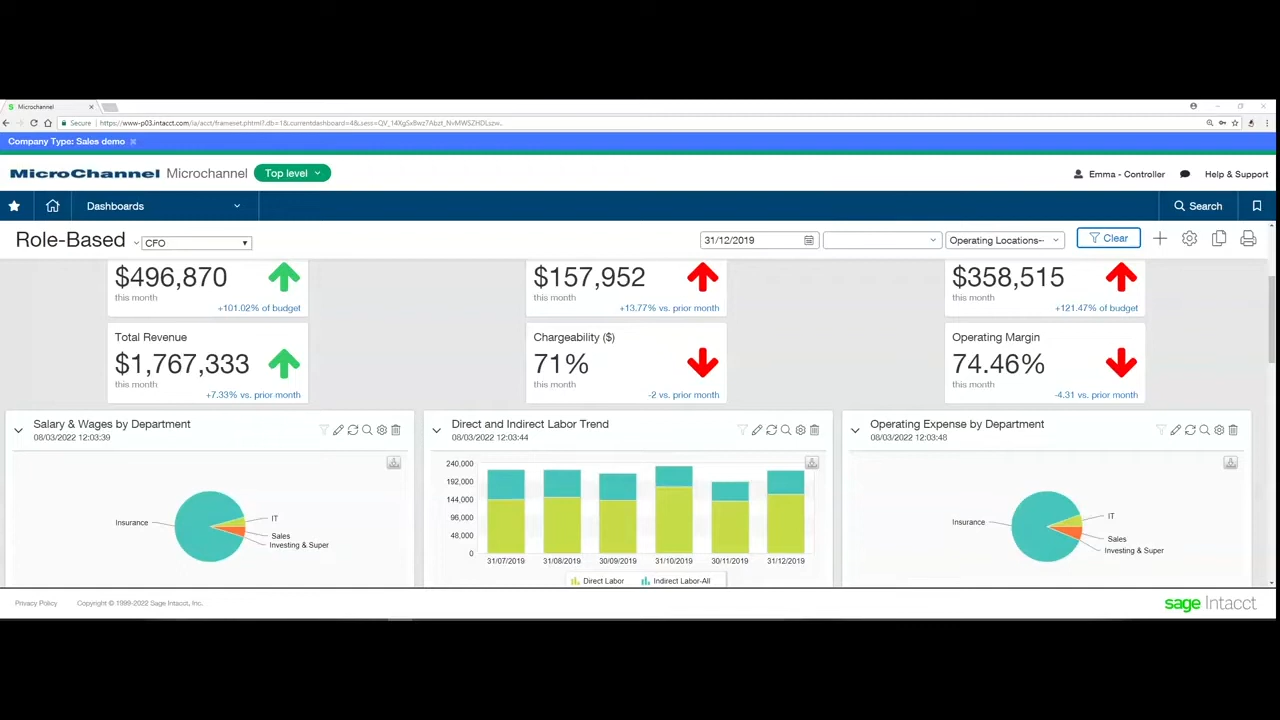 Microchannel
Secure
Company Type: Sales demo
MicroChannel Microchannel Top level
Emma - Controller Help & Support
Dashboards
Search
Role-Based CFO
31/12/2019 Operating Locations-- Clear
$496,870
this month
+101.02% of budget
$157,952
this month
+13.77% vs. prior month
$358,515
this month
+121.47% of budget
Total Revenue
$1,767,333
this month
+7.33% vs. prior month
Chargeability ($)
71%
this month
-2 vs. prior month
Operating Margin
74.46%
this month
-4.31 vs. prior month
Salary & Wages by Department
08/03/2022 12:03:39
Insurance
IT
Sales
Investing & Super
Direct and Indirect Labor Trend
08/03/2022 12:03:44
240,000
192,000
144,000
96,000
48,000
0
31/07/2019 31/08/2019 30/09/2019 31/10/2019 30/11/2019 31/12/2019
Direct Labor Indirect Labor-All
Operating Expense by Department
08/03/2022 12:03:48
Insurance
IT
Sales
Investing & Super
Privacy Policy Copyright © 1999-2022 Sage Intacct, Inc.
sage Intacct